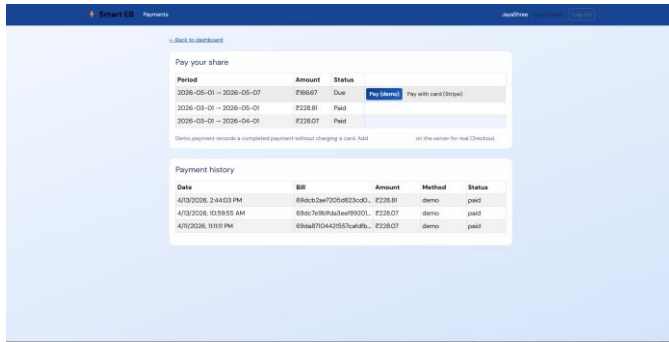 Smart EB Payments JayaShree Log out
← Back to dashboard
Pay your share
Period Amount Status
2026-05-01 → 2026-05-07 ₹166.67 Due Pay (demo) Pay with card (Stripe)
2026-03-01 → 2026-05-01 ₹228.81 Paid
2026-03-01 → 2026-04-01 ₹228.07 Paid
Demo payment records a completed payment without charging a card. Add on the server for real Checkout.
Payment history
Date Bill Amount Method Status
4/13/2026, 2:44:03 PM ₹228.81 demo paid
4/13/2026, 10:59:55 AM ₹228.07 demo paid
4/11/2026, 11:11:11 PM ₹228.07 demo paid